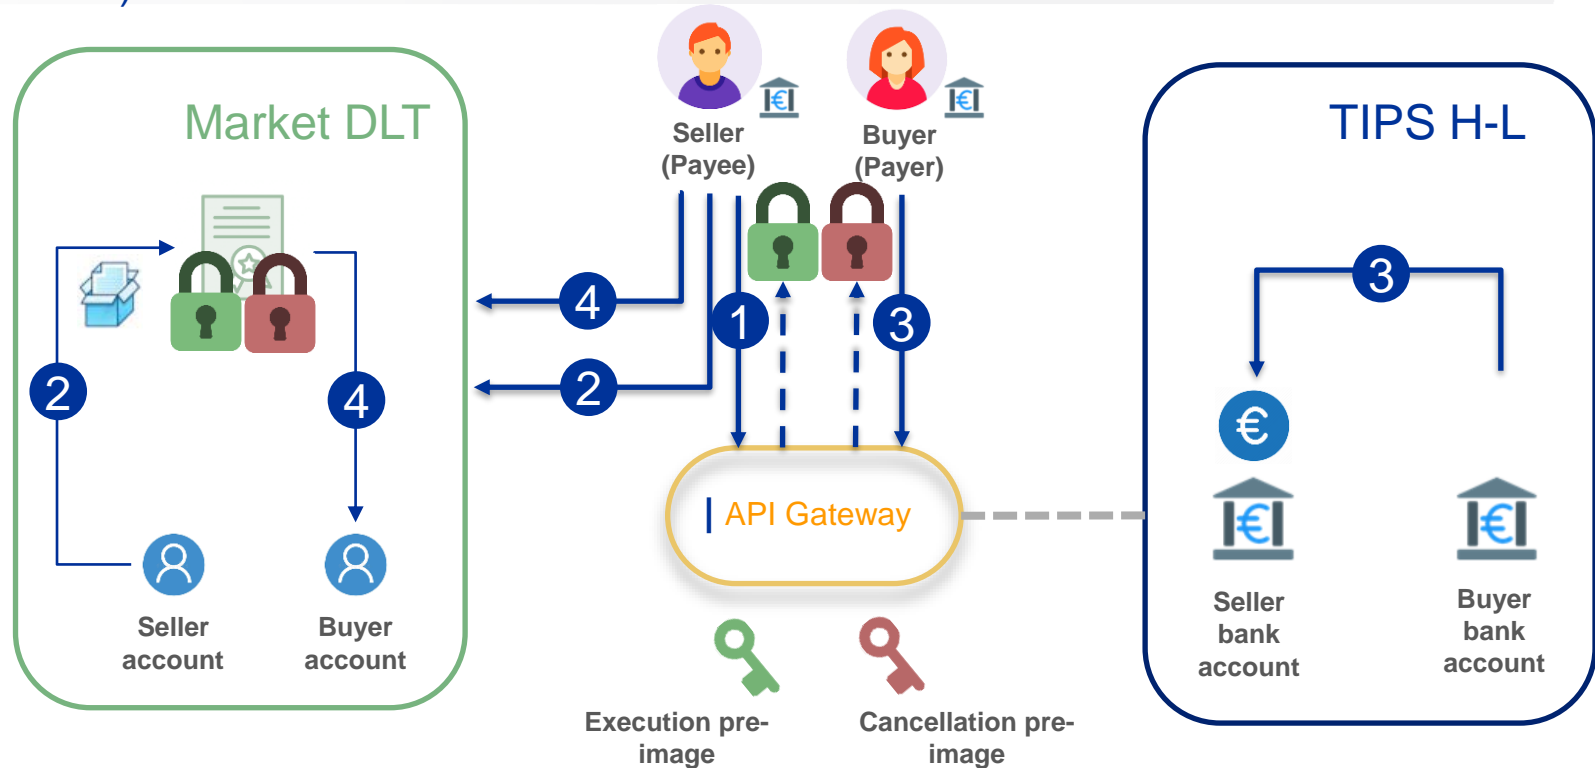 Market DLT
Seller
(Payee)
Buyer
(Payer)
TIPS H-L
4
1
3
2
3
2
4
€
API Gateway
Seller
account
Buyer
account
Seller
bank
account
Buyer
bank
account
Execution pre-
image
Cancellation pre-
image